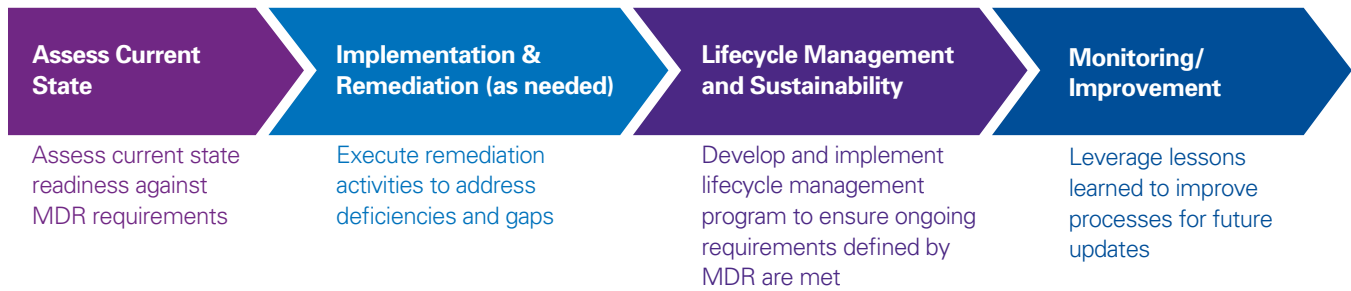 Assess Current
State
Assess current state
readiness against
MDR requirements
Implementation &
Remediation (as needed)
Execute remediation
activities to address
deficiencies and gaps
Lifecycle Management
and Sustainability
Develop and implement
lifecycle management
program to ensure ongoing
requirements defined by
MDR are met
Monitoring/
Improvement
Leverage lessons
learned to improve
processes for future
updates